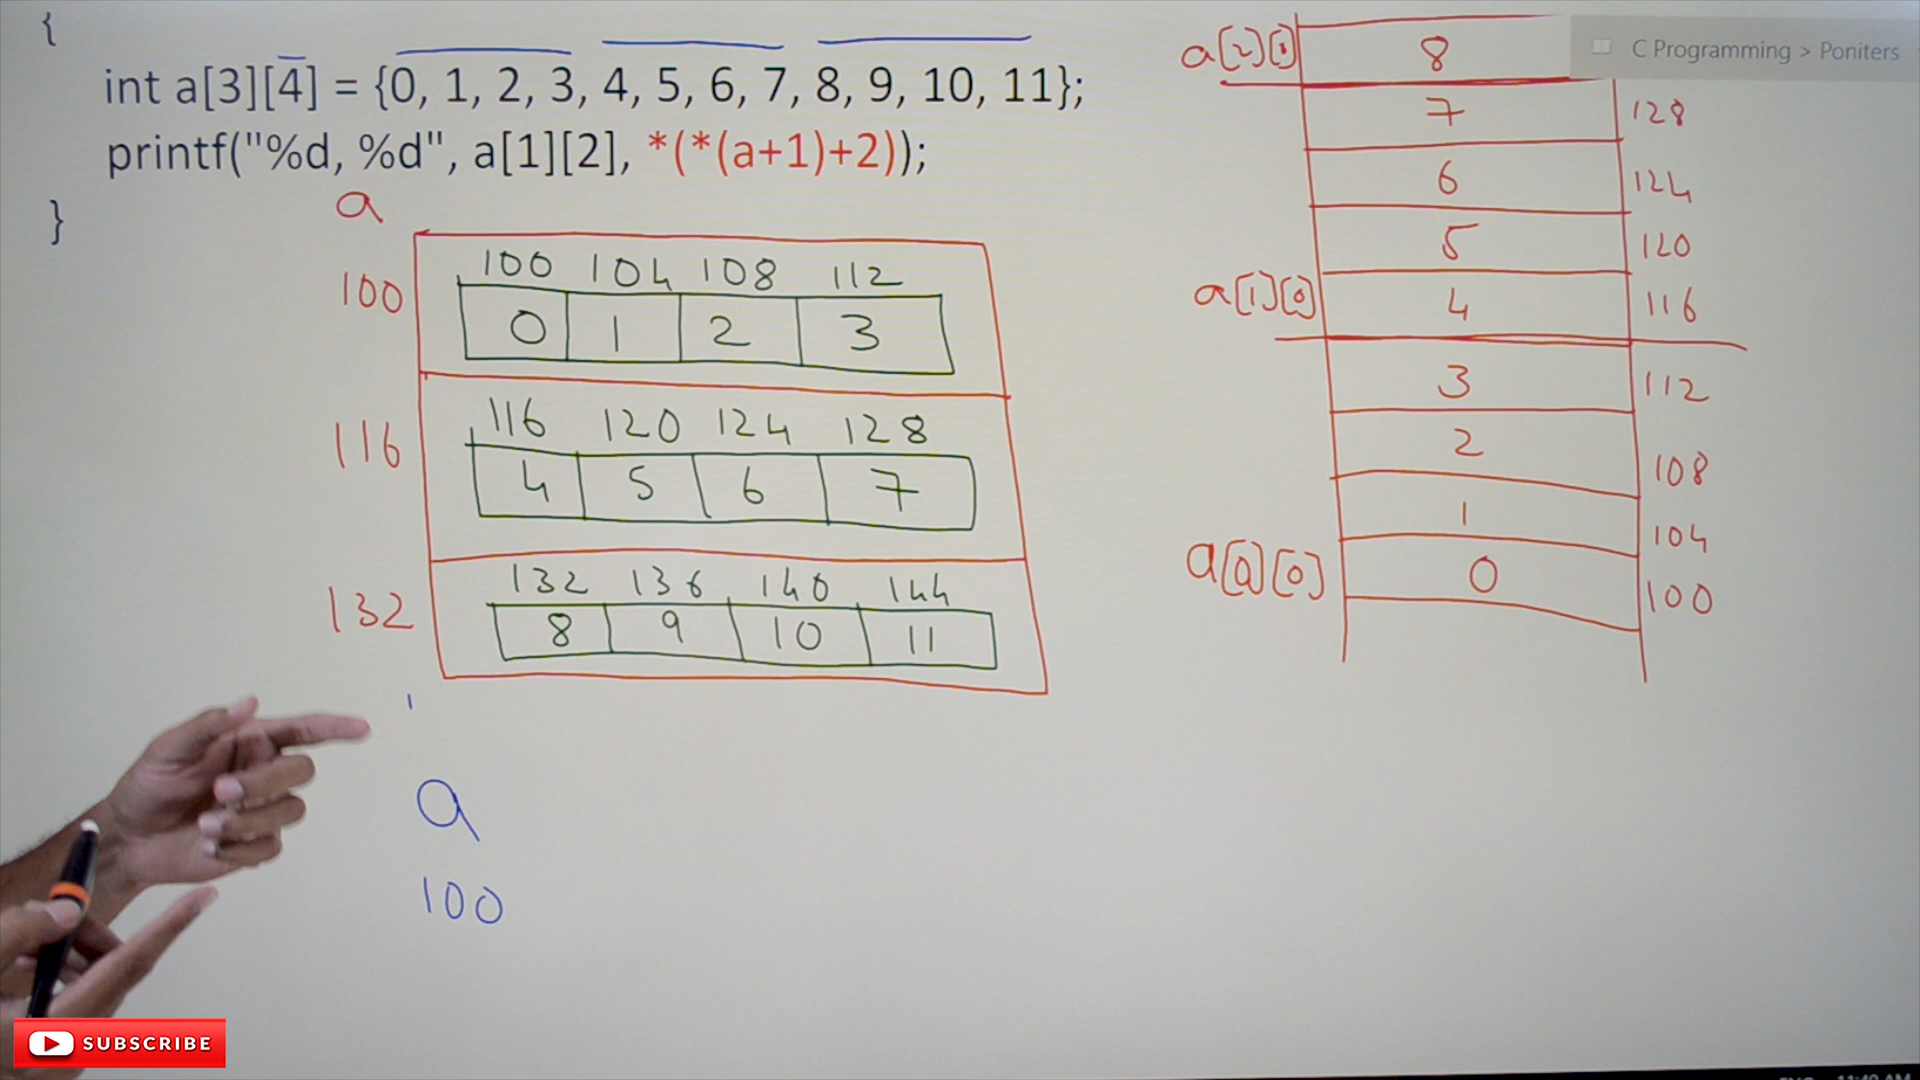 {
int a[3][4] = {0, 1, 2, 3, 4, 5, 6, 7, 8, 9, 10, 11};
printf("%d, %d", a[1][2], *(*(a+1)+2));
}
a
100
100 104 108 112
0 1 2 3
116
116 120 124 128
4 5 6 7
132
132 136 140 144
8 9 10 11
a
100
C Programming > Poniters
a[2][0] 8
7 128
6 124
5 120
a[1][0] 4 116
3 112
2 108
1 104
a[0][0] 0 100
SUBSCRIBE